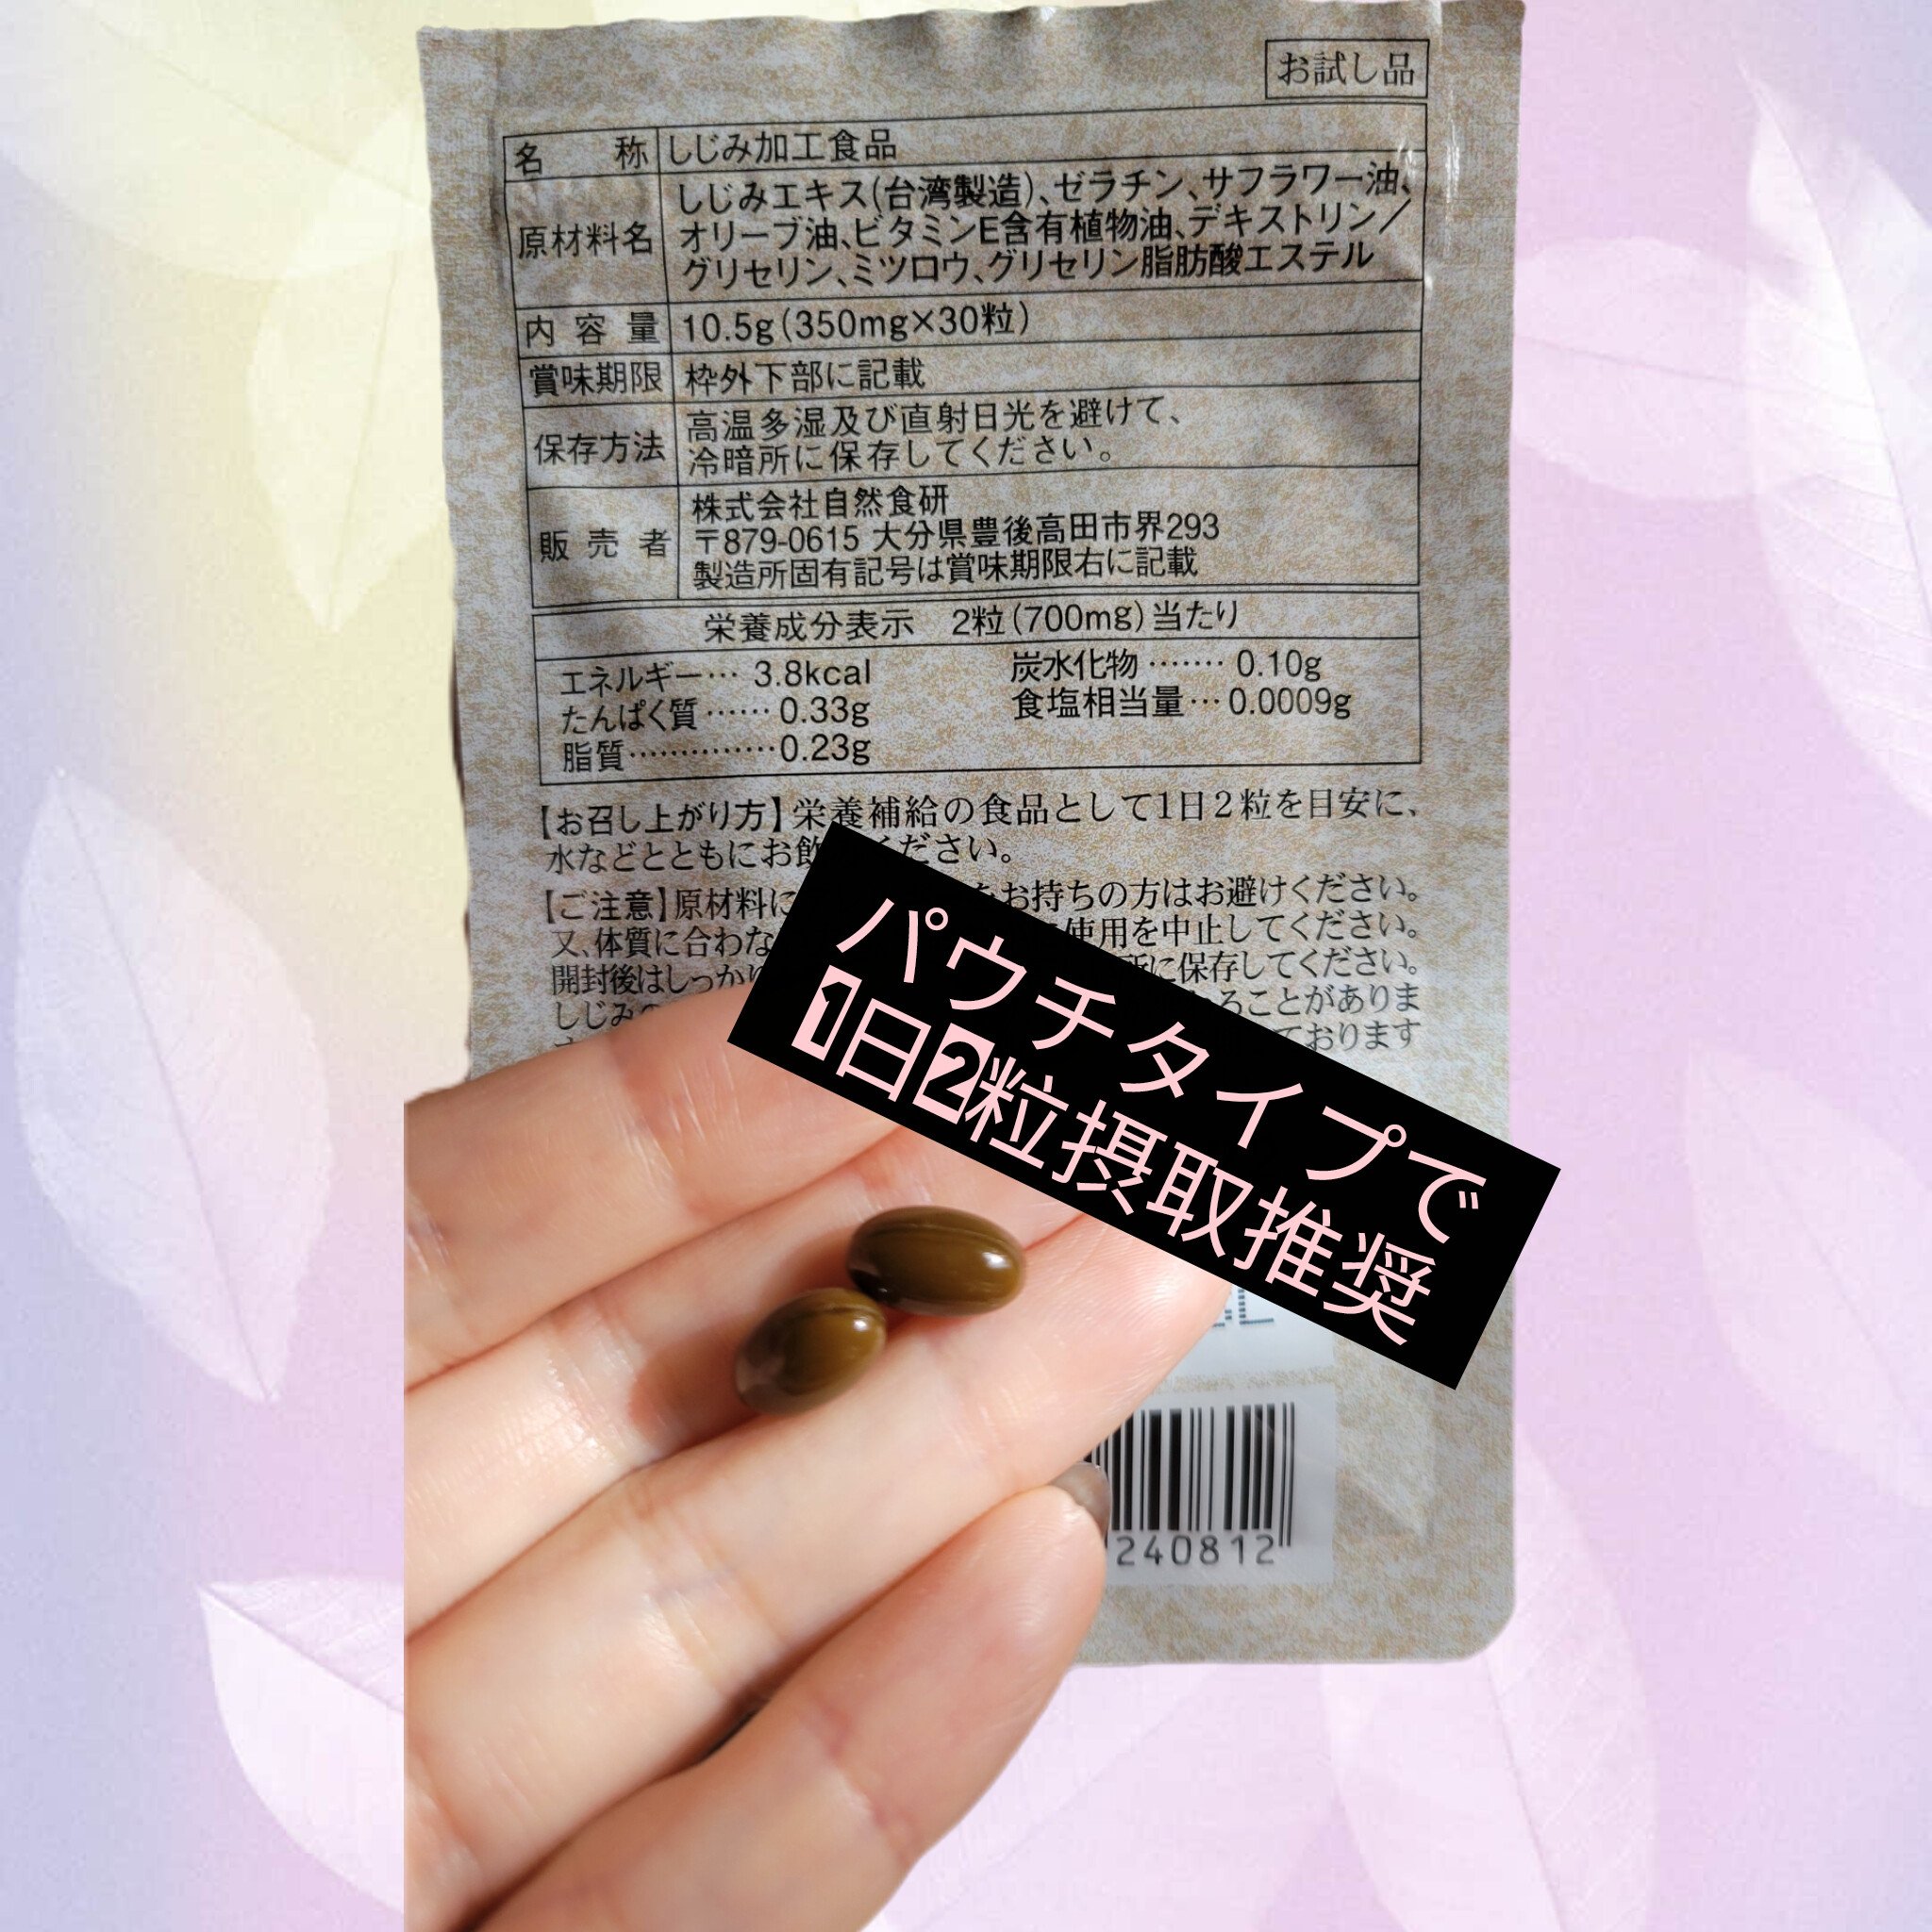 お試し品
名称 しじみ加工食品
原材料名 しじみエキス(台湾製造)、ゼラチン、サフラワー油、
オリーブ油、ビタミンE含有植物油、デキストリン／
グリセリン、ミツロウ、グリセリン脂肪酸エステル
内容量 10.5g(350mg×30粒)
賞味期限 枠外下部に記載
保存方法 高温多湿及び直射日光を避けて、
冷暗所に保存してください。
販売者 株式会社自然食研
〒879-0615 大分県豊後高田市界293
製造所固有記号は賞味期限右に記載
栄養成分表示 2粒(700mg)当たり
エネルギー… 3.8kcal 炭水化物……. 0.10g
たんぱく質……0.33g 食塩相当量…0.0009g
脂質……………0.23g
【お召し上がり方】栄養補給の食品として1日2粒を目安に、
水などとともにお飲 ください。
【ご注意】原材料に をお持ちの方はお避けください。
又、体質に合わな 使用を中止してください。
開封後はしっかり 所に保存してください。
しじみの ることがありま
ております
パウチタイプで
1日2粒摂取推奨
240812